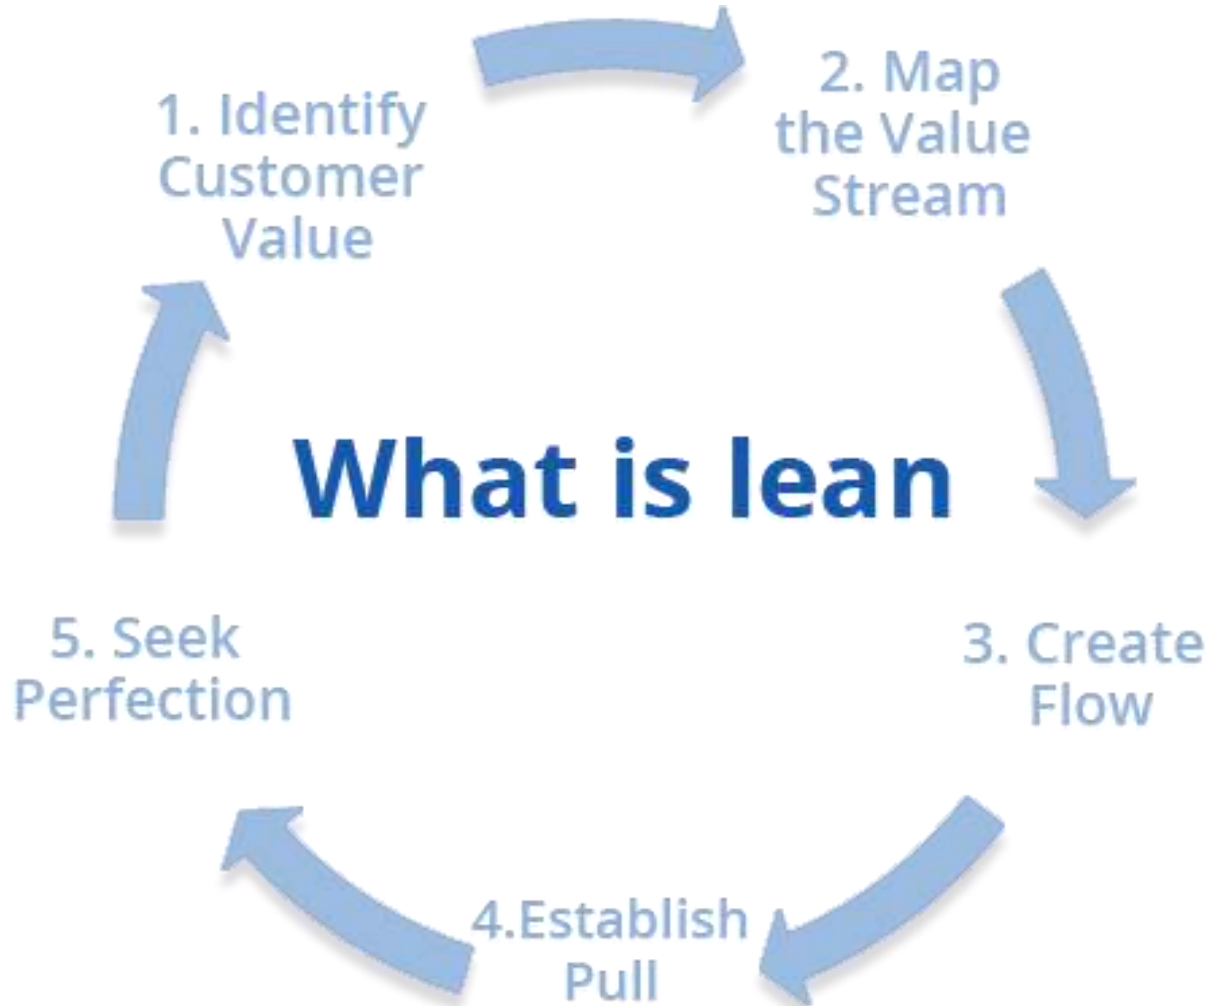 1. Identify
Customer
Value
2. Map
the Value
Stream
What is lean
3. Create
Flow
4.Establish
Pull
5. Seek
Perfection